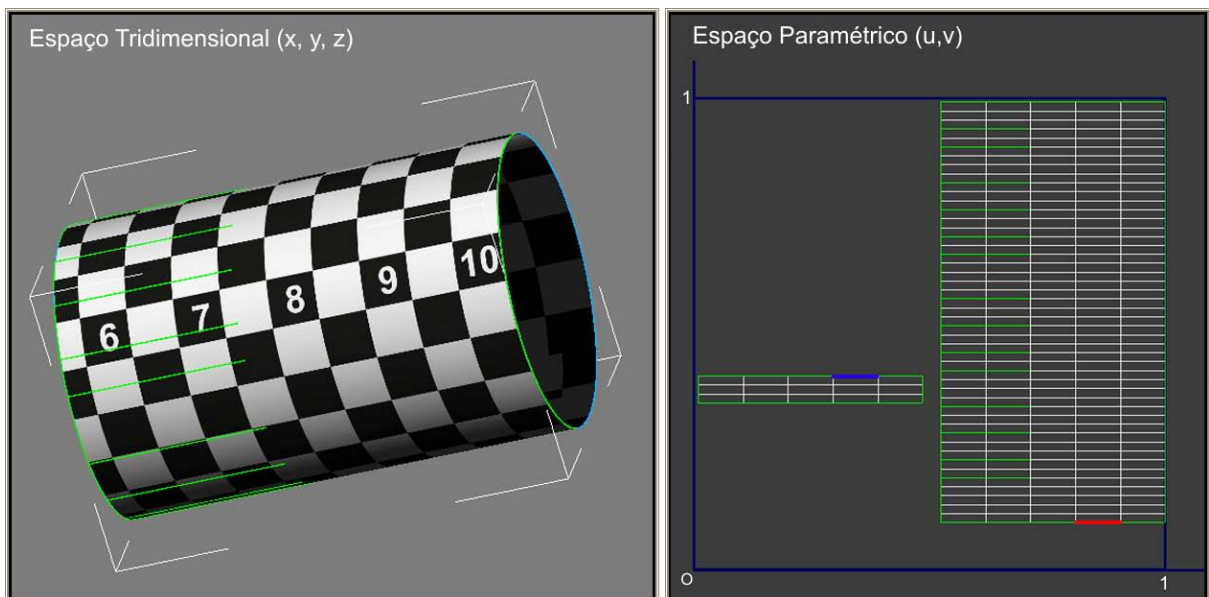 Espaço Tridimensional (x, y, z)
6 7 8 9 10
Espaço Paramétrico (u,v)
1
O 1